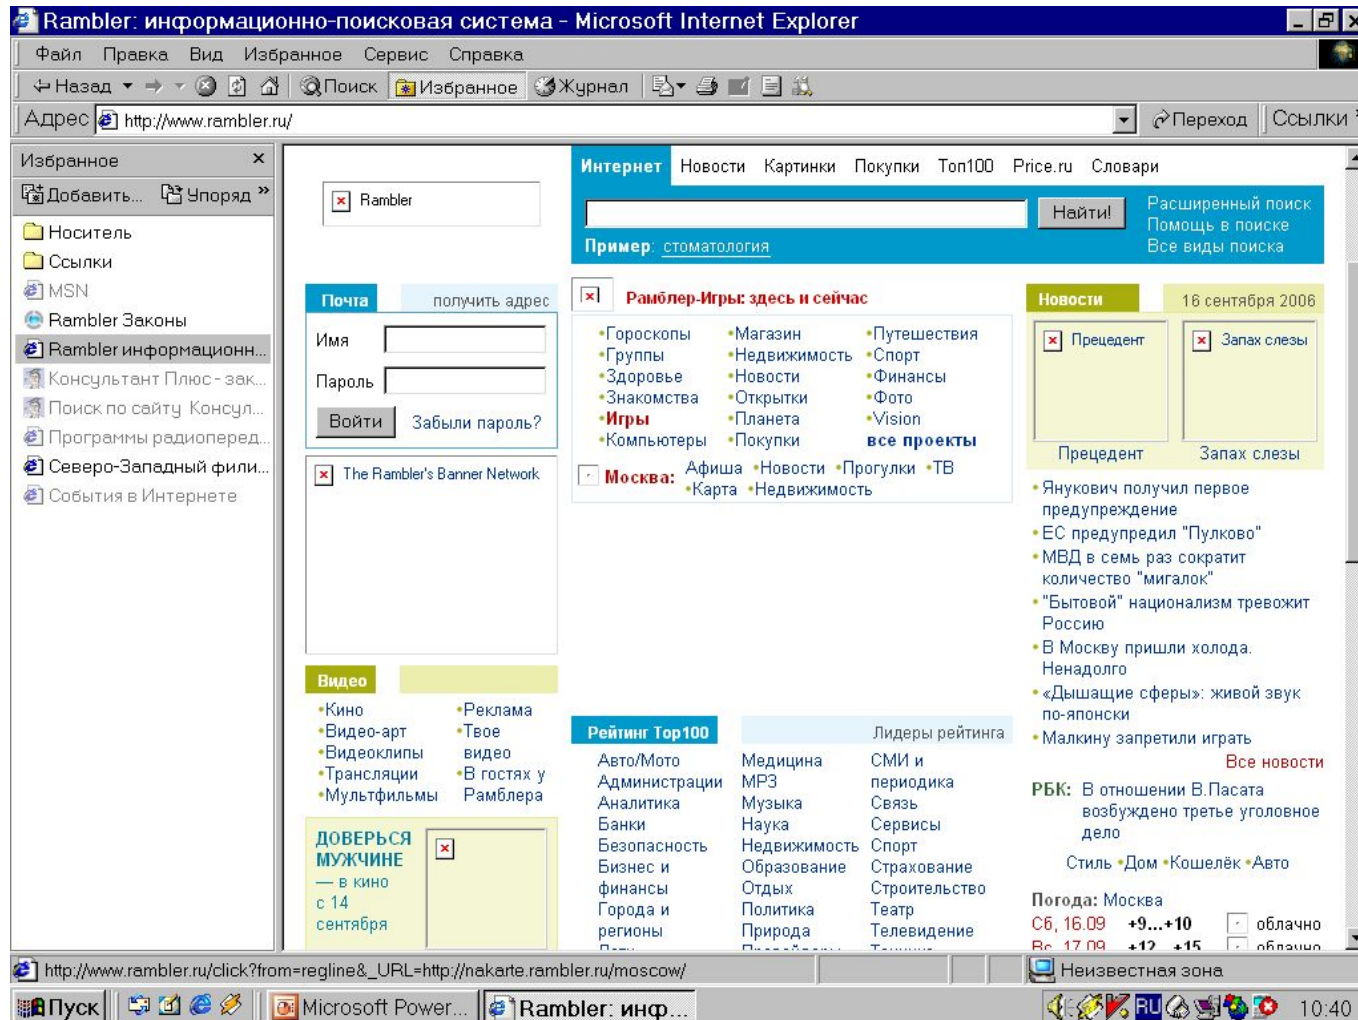 Rambler: информационно-поисковая система - Microsoft Internet Explorer
Файл Правка Вид Избранное Сервис Справка
Назад Поиск Избранное Журнал
Адрес http://www.rambler.ru/ Переход Ссылки
Избранное
Добавить... Упоряд
Носитель
Ссылки
MSN
Rambler Законы
Rambler информационн...
Консультант Плюс - зак...
Поиск по сайту Консул...
Программы радиоперед...
Северо-Западный фили...
События в Интернете
Rambler
Интернет Новости Картинки Покупки Топ100 Price.ru Словари
Найти!
Расширенный поиск
Помощь в поиске
Все виды поиска
Пример: стоматология
Почта получить адрес
Имя
Пароль
Войти Забыли пароль?
The Rambler's Banner Network
Видео
•Кино
•Видео-арт
•Видеоклипы
•Трансляции
•Мультфильмы
•Реклама
•Твое
видео
•В гостях у
Рамблера
ДОВЕРЬСЯ
МУЖЧИНЕ
— в кино
с 14
сентября
Рамблер-Игры: здесь и сейчас
•Гороскопы •Магазин •Путешествия
•Группы •Недвижимость •Спорт
•Здоровье •Новости •Финансы
•Знакомства •Открытки •Фото
•Игры •Планета •Vision
•Компьютеры •Покупки все проекты
Москва: Афиша •Новости •Прогулки •ТВ
•Карта •Недвижимость
Рейтинг Top100 Лидеры рейтинга
Авто/Мото
Администрации
Аналитика
Банки
Безопасность
Бизнес и
финансы
Города и
регионы
Медицина
MP3
Музыка
Наука
Недвижимость
Образование
Отдых
Политика
Природа
СМИ и
периодика
Связь
Сервисы
Спорт
Страхование
Строительство
Театр
Телевидение
Новости 16 сентября 2006
Прецедент Запах слезы
Прецедент Запах слезы
• Янукович получил первое
предупреждение
• ЕС предупредил "Пулково"
• МВД в семь раз сократит
количество "мигалок"
• "Бытовой" национализм тревожит
Россию
• В Москву пришли холода.
Ненадолго
• «Дышащие сферы»: живой звук
по-японски
• Малкину запретили играть
Все новости
РБК: В отношении В.Пасата
возбуждено третье уголовное
дело
Стиль •Дом •Кошелёк •Авто
Погода: Москва
Сб, 16.09 +9...+10 облачно
Вс, 17.09 +12...+15 облачно
http://www.rambler.ru/click?from=regline&_URL=http://nakarte.rambler.ru/moscow/ Неизвестная зона
Пуск Microsoft Power... Rambler: инф... RU 10:40